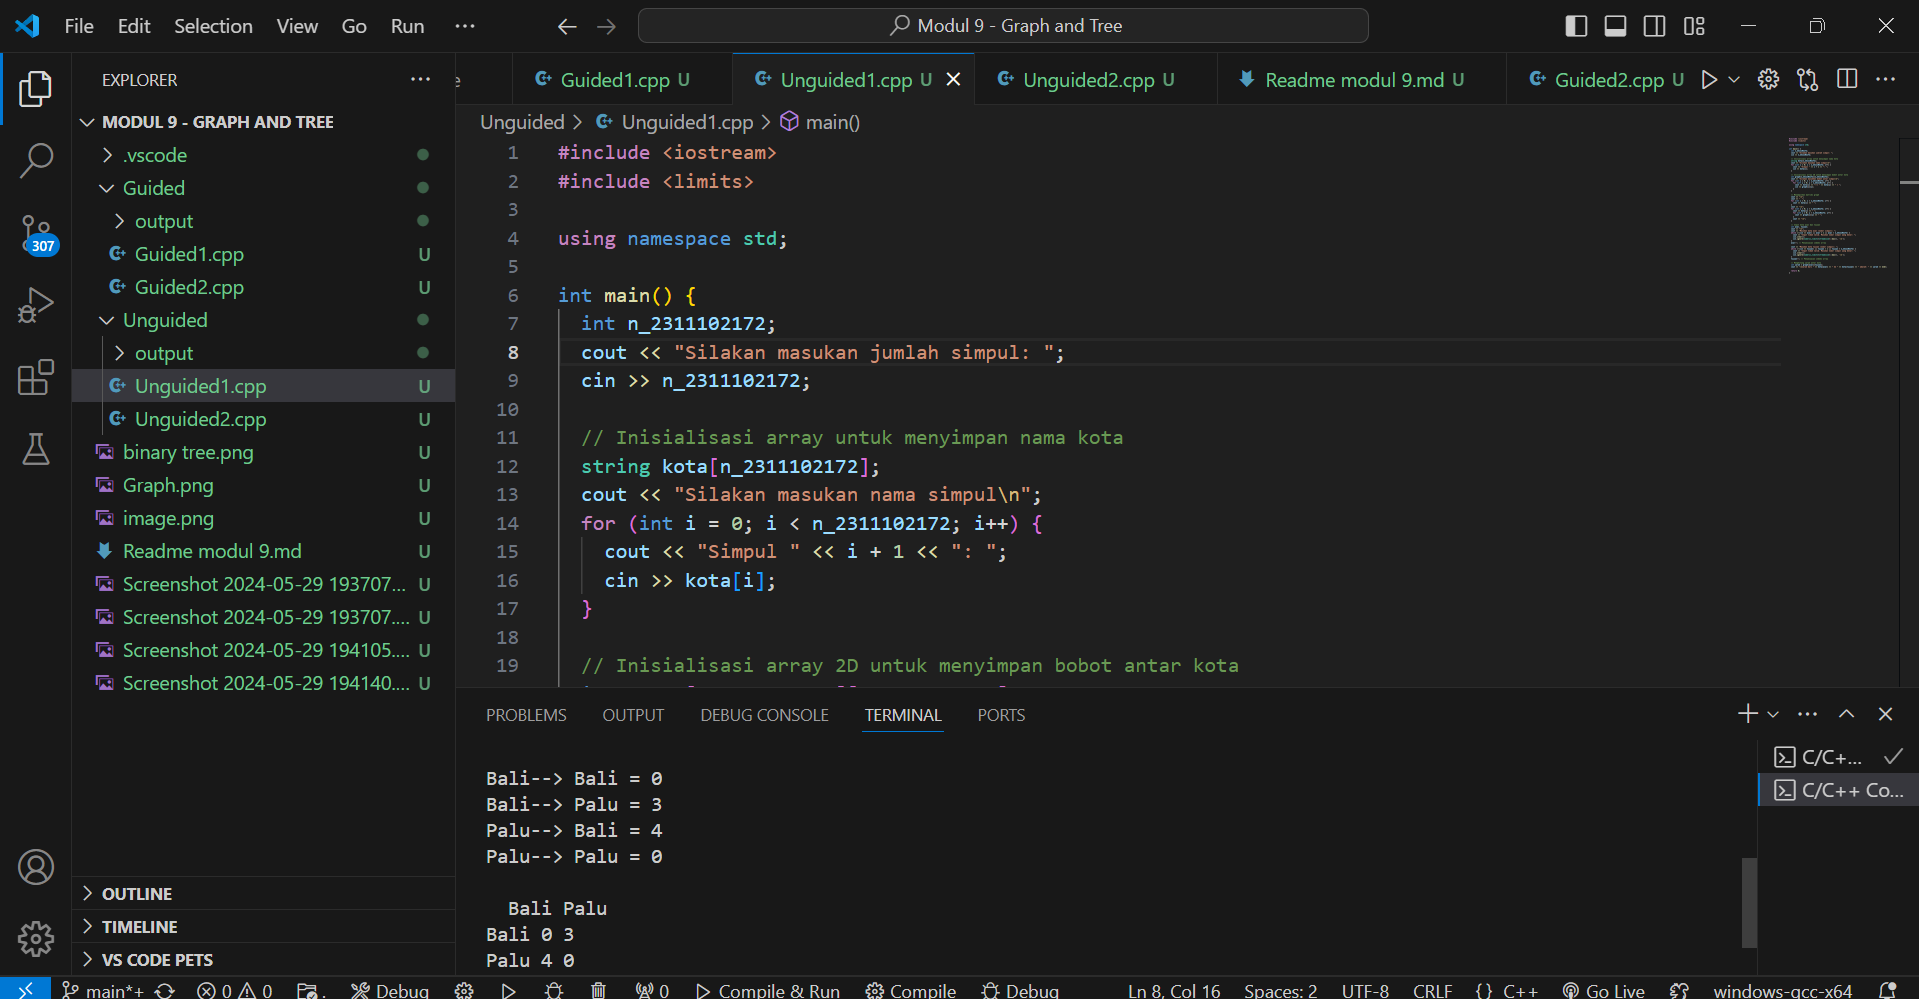 File Edit Selection View Go Run ··· Modul 9 - Graph and Tree
EXPLORER ···
MODUL 9 - GRAPH AND TREE
.vscode
Guided
output
Guided1.cpp U
Guided2.cpp U
Unguided
output
Unguided1.cpp U
Unguided2.cpp U
binary tree.png U
Graph.png U
image.png U
Readme modul 9.md U
Screenshot 2024-05-29 193707... U
Screenshot 2024-05-29 193707.... U
Screenshot 2024-05-29 194105.... U
Screenshot 2024-05-29 194140.... U
OUTLINE
TIMELINE
VS CODE PETS
307
e Guided1.cpp U Unguided1.cpp U Unguided2.cpp U Readme modul 9.md U Guided2.cpp U
Unguided > Unguided1.cpp > main()
1 #include <iostream>
2 #include <limits>
3
4 using namespace std;
5
6 int main() {
7 int n_2311102172;
8 cout << "Silakan masukan jumlah simpul: ";
9 cin >> n_2311102172;
10
11 // Inisialisasi array untuk menyimpan nama kota
12 string kota[n_2311102172];
13 cout << "Silakan masukan nama simpul\n";
14 for (int i = 0; i < n_2311102172; i++) {
15 cout << "Simpul " << i + 1 << ": ";
16 cin >> kota[i];
17 }
18
19 // Inisialisasi array 2D untuk menyimpan bobot antar kota
PROBLEMS OUTPUT DEBUG CONSOLE TERMINAL PORTS
Bali--> Bali = 0
Bali--> Palu = 3
Palu--> Bali = 4
Palu--> Palu = 0
Bali Palu
Bali 0 3
Palu 4 0
C/C+...
C/C++ Co...
main*+ 0 0 Debug 0 Compile & Run Compile Debug Ln 8, Col 16 Spaces: 2 UTF-8 CRLF {} C++ Go Live windows-gcc-x64